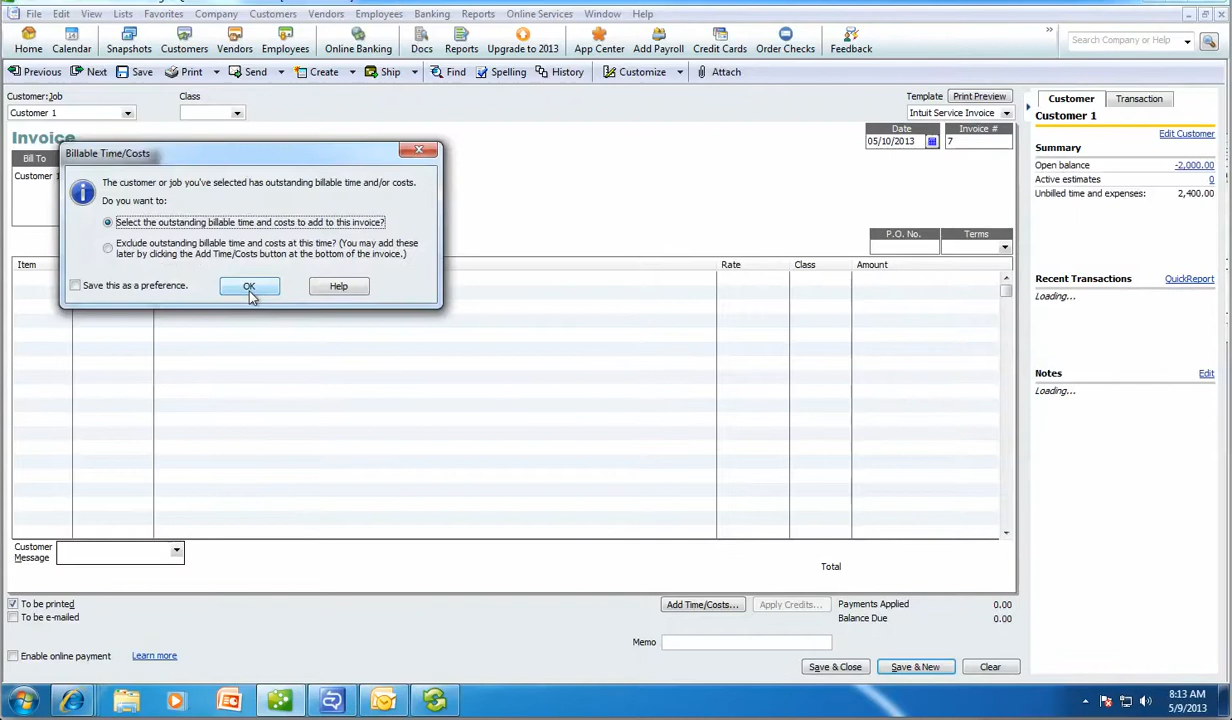 File Edit View Lists Favorites Company Customers Vendors Employees Banking Reports Online Services Window Help
Home Calendar Snapshots Customers Vendors Employees Online Banking Docs Reports Upgrade to 2013 App Center Add Payroll Credit Cards Order Checks Feedback
Search Company or Help
Previous Next Save Print Send Create Ship Find Spelling History Customize Attach
Customer:Job Class Template Print Preview
Customer 1 Intuit Service Invoice
Invoice Date Invoice #
05/10/2013 7
Bill To
Customer 1
Billable Time/Costs
The customer or job you've selected has outstanding billable time and/or costs.
Do you want to:
Select the outstanding billable time and costs to add to this invoice?
Exclude outstanding billable time and costs at this time? (You may add these
later by clicking the Add Time/Costs button at the bottom of the invoice.)
Save this as a preference. OK Help
P.O. No. Terms
Item Rate Class Amount
Customer
Message
Total
To be printed Add Time/Costs... Apply Credits... Payments Applied 0.00
To be e-mailed Balance Due 0.00
Memo
Enable online payment Learn more Save & Close Save & New Clear
Customer Transaction
Customer 1
Edit Customer
Summary
Open balance -2,000.00
Active estimates 0
Unbilled time and expenses: 2,400.00
Recent Transactions QuickReport
Loading...
Notes Edit
Loading...
8:13 AM
5/9/2013